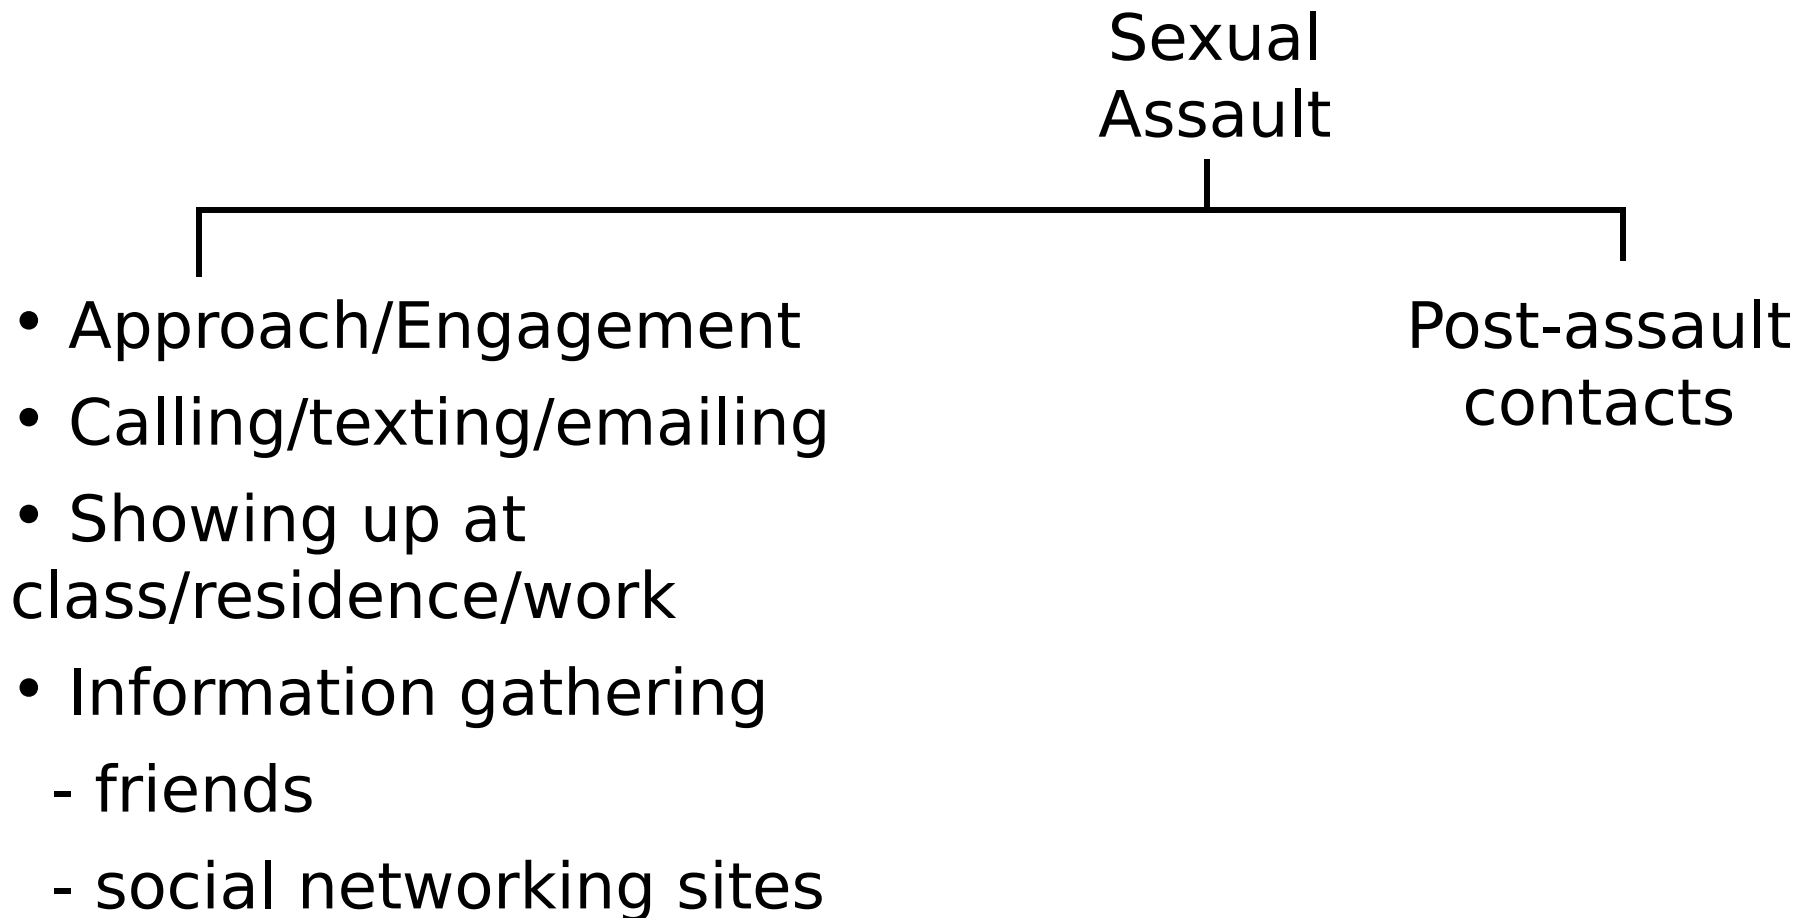 Sexual
Assault
• Approach/Engagement
• Calling/texting/emailing
• Showing up at
class/residence/work
• Information gathering
- friends
- social networking sites
Post-assault
contacts